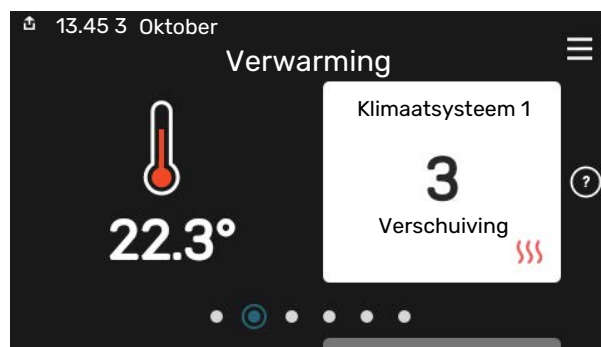 13.45 3 Oktober
Verwarming
Klimaatsysteem 1
3
Verschuiving
22.3°
?